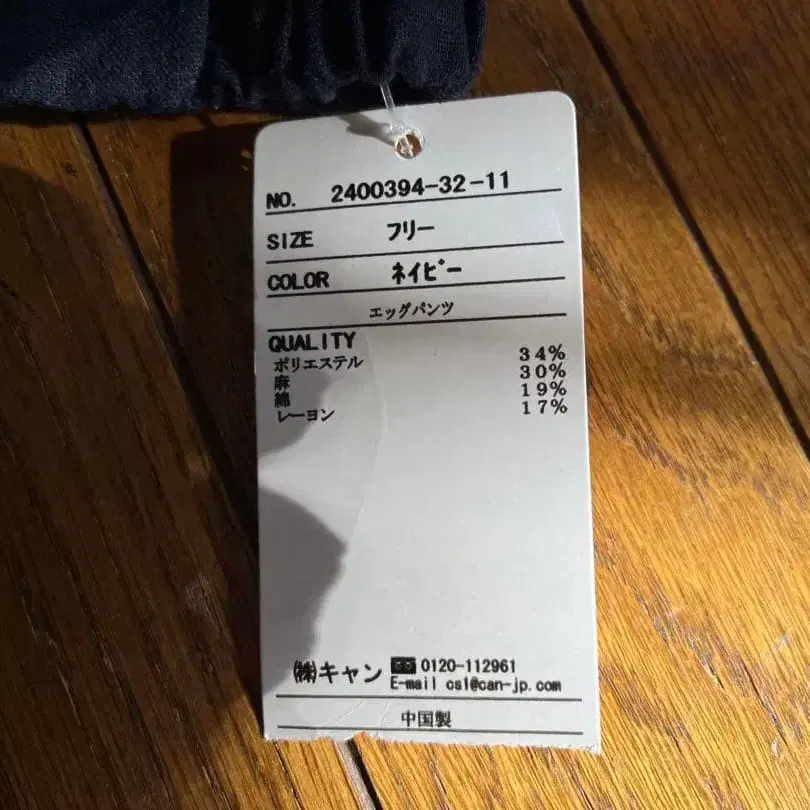 NO. 2400394-32-11
SIZE フリー
COLOR ネイビー
エッグパンツ
QUALITY
ポリエステル 34%
麻 30%
綿 19%
レーヨン 17%
㈱キャン 0120-112961
E-mail cs1@can-jp.com
中国製